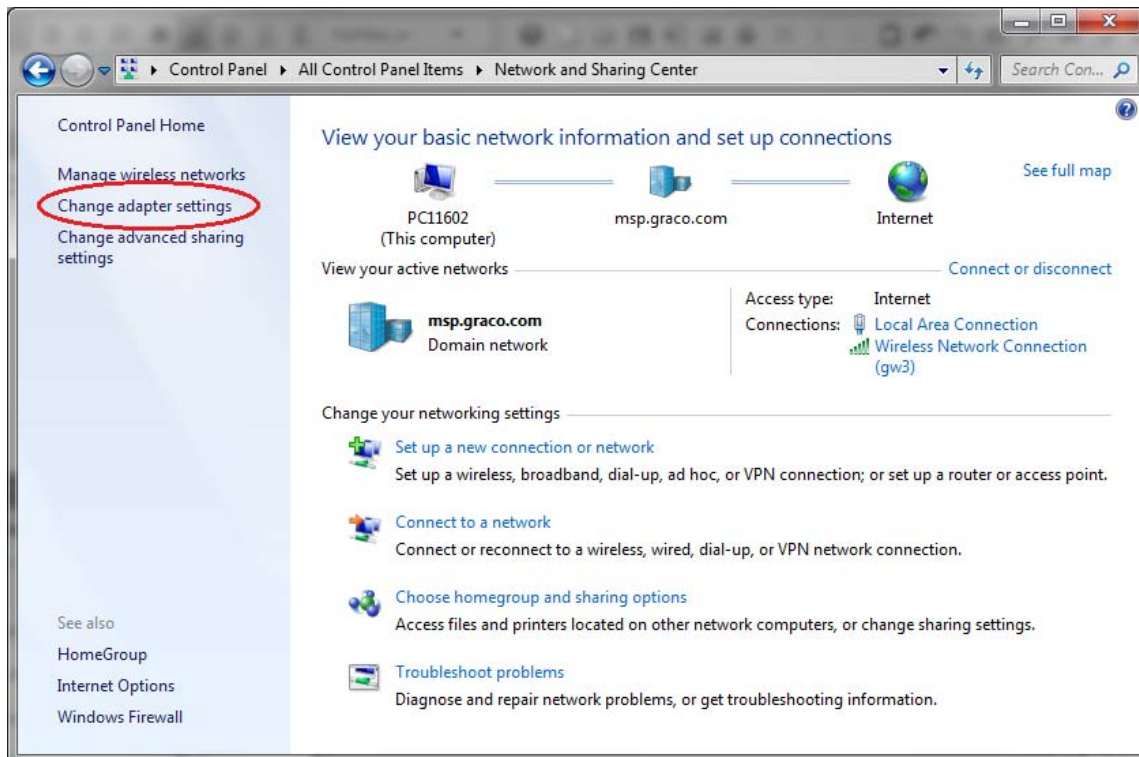 Control Panel ▸ All Control Panel Items ▸ Network and Sharing Center
Search Con...
Control Panel Home
Manage wireless networks
Change adapter settings
Change advanced sharing
settings
See also
HomeGroup
Internet Options
Windows Firewall
View your basic network information and set up connections
See full map
PC11602
(This computer)
msp.graco.com
Internet
View your active networks
Connect or disconnect
msp.graco.com
Domain network
Access type: Internet
Connections: Local Area Connection
Wireless Network Connection
(gw3)
Change your networking settings
Set up a new connection or network
Set up a wireless, broadband, dial-up, ad hoc, or VPN connection; or set up a router or access point.
Connect to a network
Connect or reconnect to a wireless, wired, dial-up, or VPN network connection.
Choose homegroup and sharing options
Access files and printers located on other network computers, or change sharing settings.
Troubleshoot problems
Diagnose and repair network problems, or get troubleshooting information.